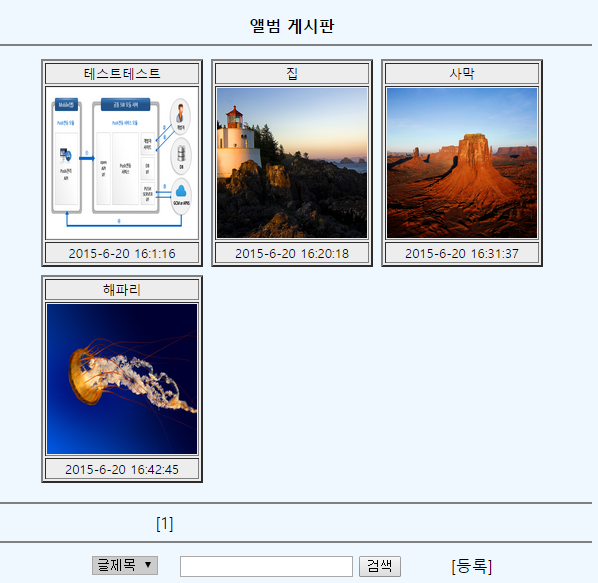 앨범 게시판
테스트테스트
집
사막
2015-6-20 16:1:16
2015-6-20 16:20:18
2015-6-20 16:31:37
해파리
2015-6-20 16:42:45
[1]
글제목 ▼ 검색 [등록]